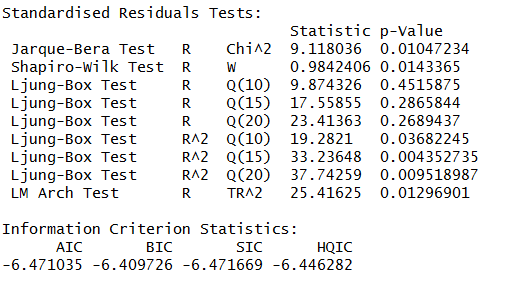 Standardised Residuals Tests:
                                Statistic p-Value
 Jarque-Bera Test   R    Chi^2  9.118036  0.01047234
 Shapiro-Wilk Test  R    W      0.9842406 0.0143365
 Ljung-Box Test     R    Q(10)  9.874326  0.4515875
 Ljung-Box Test     R    Q(15)  17.55855  0.2865844
 Ljung-Box Test     R    Q(20)  23.41363  0.2689437
 Ljung-Box Test     R^2  Q(10)  19.2821   0.03682245
 Ljung-Box Test     R^2  Q(15)  33.23648  0.004352735
 Ljung-Box Test     R^2  Q(20)  37.74259  0.009518987
 LM Arch Test       R    TR^2   25.41625  0.01296901

Information Criterion Statistics:
      AIC       BIC       SIC      HQIC
-6.471035 -6.409726 -6.471669 -6.446282